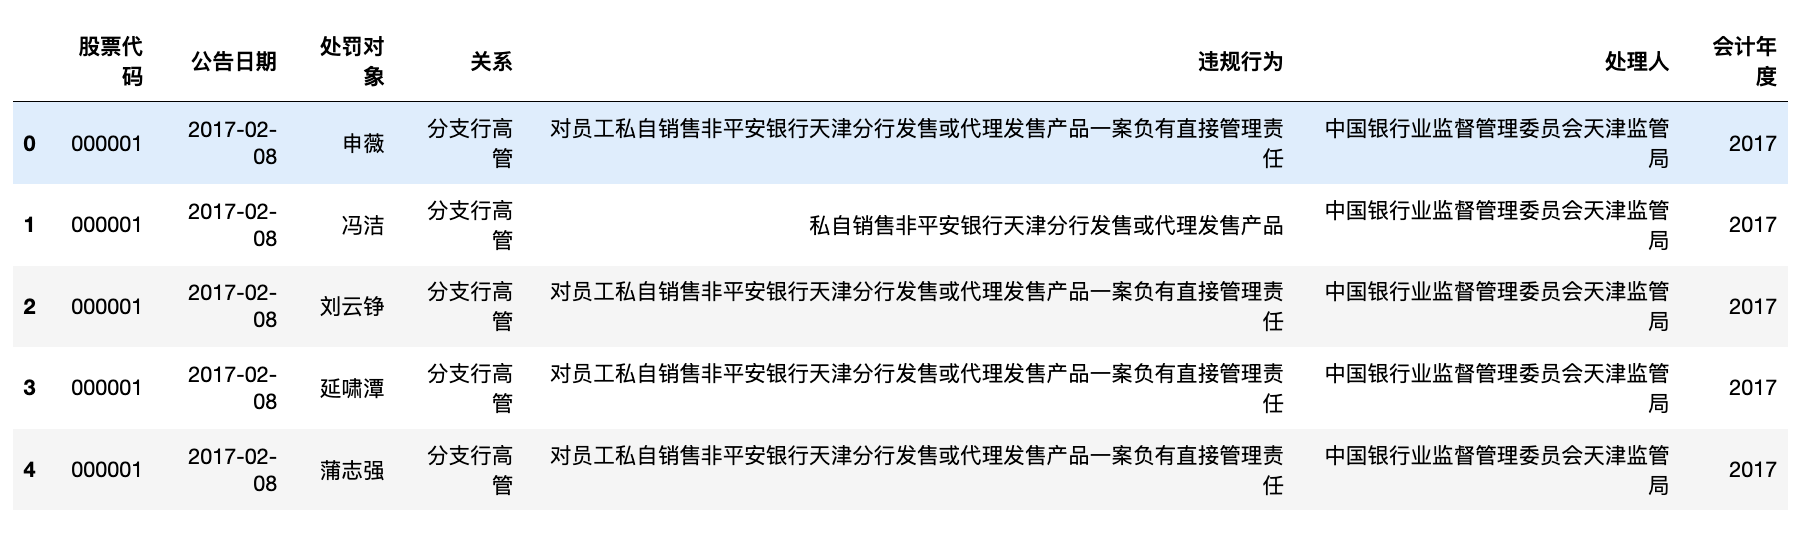 股票代码 公告日期 处罚对象 关系 违规行为 处理人 会计年度
0 000001 2017-02-08 申薇 分支行高管 对员工私自销售非平安银行天津分行发售或代理发售产品一案负有直接管理责任 中国银行业监督管理委员会天津监管局 2017
1 000001 2017-02-08 冯洁 分支行高管 私自销售非平安银行天津分行发售或代理发售产品 中国银行业监督管理委员会天津监管局 2017
2 000001 2017-02-08 刘云铮 分支行高管 对员工私自销售非平安银行天津分行发售或代理发售产品一案负有直接管理责任 中国银行业监督管理委员会天津监管局 2017
3 000001 2017-02-08 延啸潭 分支行高管 对员工私自销售非平安银行天津分行发售或代理发售产品一案负有直接管理责任 中国银行业监督管理委员会天津监管局 2017
4 000001 2017-02-08 蒲志强 分支行高管 对员工私自销售非平安银行天津分行发售或代理发售产品一案负有直接管理责任 中国银行业监督管理委员会天津监管局 2017